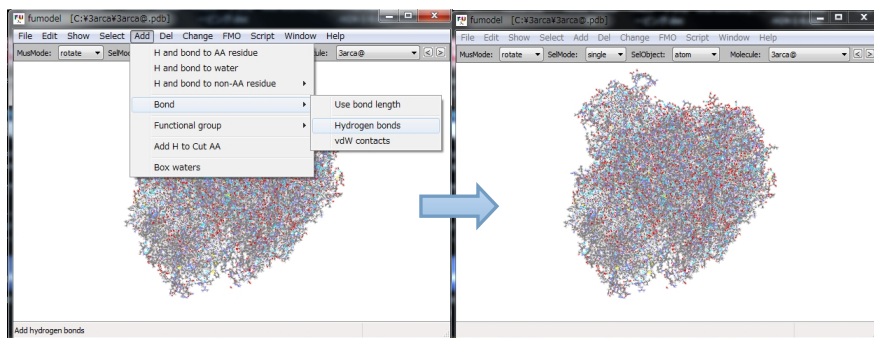 fumodel [C:¥3arca¥3arca@.pdb]
File Edit Show Select Add Del Change FMO Script Window Help
MusMode: rotate SelMod ule: 3arca@ < >
H and bond to AA residue
H and bond to water
H and bond to non-AA residue
Bond
Functional group
Add H to Cut AA
Box waters
Use bond length
Hydrogen bonds
vdW contacts
Add hydrogen bonds
fumodel [C:¥3arca¥3arca@.pdb]
File Edit Show Select Add Del Change FMO Script Window Help
MusMode: rotate SelMode: single SelObject: atom Molecule: 3arca@ < >